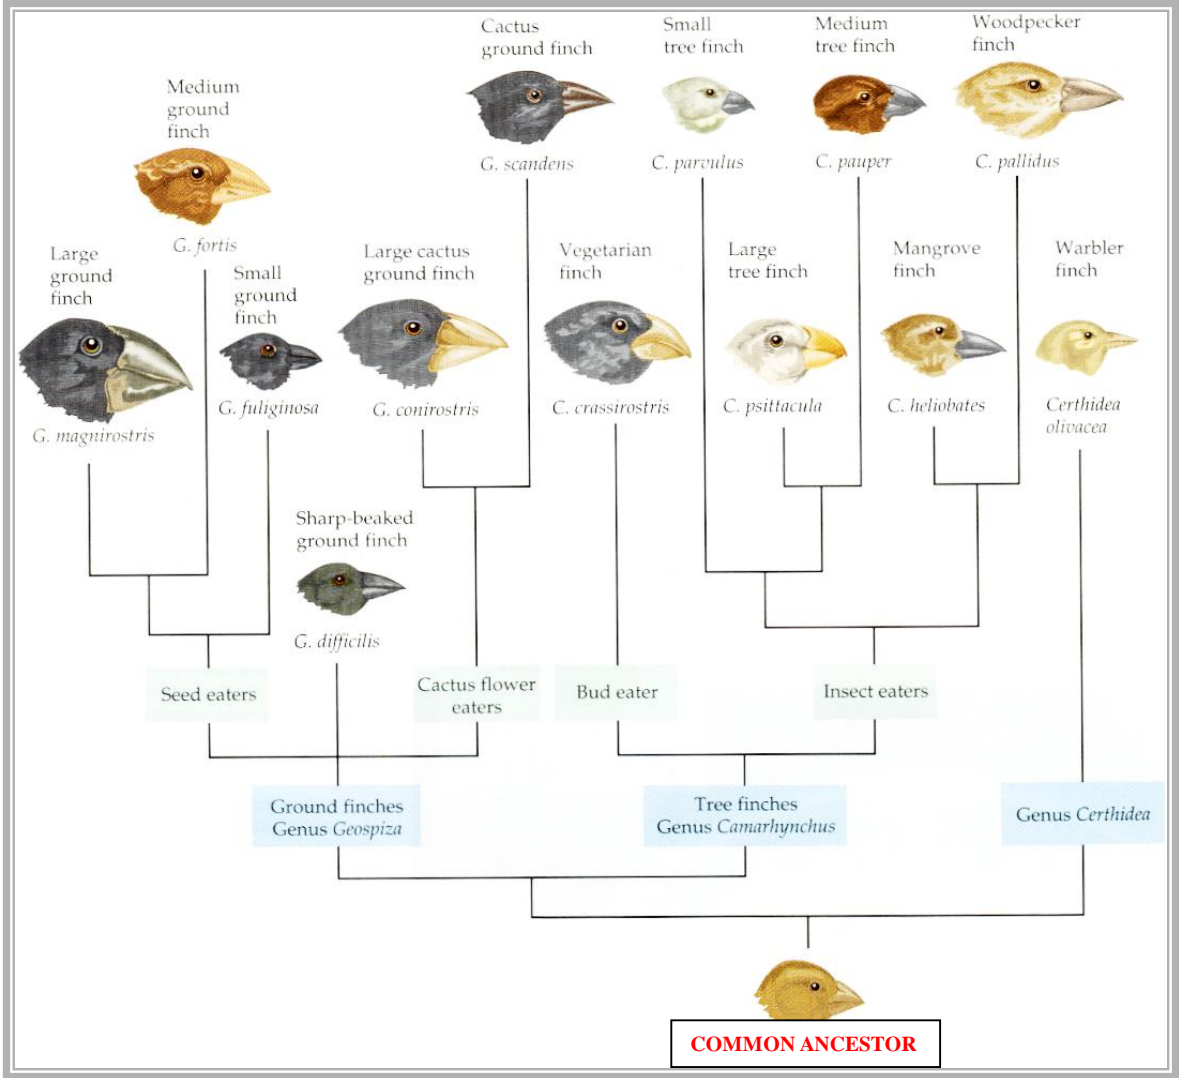 Cactus
ground finch
Small
tree finch
Medium
tree finch
Woodpecker
finch
G. scandens
C. parvulus
C. pauper
C. pallidus
Medium
ground
finch
G. fortis
Large
ground
finch
Small
ground
finch
Large cactus
ground finch
Vegetarian
finch
Large
tree finch
Mangrove
finch
Warbler
finch
G. magnirostris
G. fuliginosa
G. conirostris
C. crassirostris
C. psittacula
C. heliobates
Certhidea
olivacea
Sharp-beaked
ground finch
G. difficilis
Seed eaters
Cactus flower
eaters
Bud eater
Insect eaters
Ground finches
Genus Geospiza
Tree finches
Genus Camarhynchus
Genus Certhidea
COMMON ANCESTOR